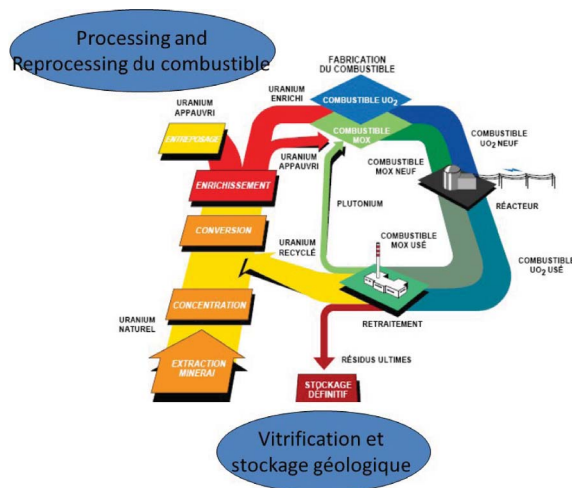 Processing and
Reprocessing du combustible
FABRICATION
DU COMBUSTIBLE
URANIUM
ENRICHI
COMBUSTIBLE UO₂
COMBUSTIBLE
MOX
URANIUM
APPAUVRI
ENTREPOSAGE
URANIUM
APPAUVRI
ENRICHISSEMENT
COMBUSTIBLE
UO₂ NEUF
COMBUSTIBLE
MOX NEUF
RÉACTEUR
PLUTONIUM
CONVERSION
URANIUM
RECYCLÉ
COMBUSTIBLE
MOX USÉ
COMBUSTIBLE
UO₂ USÉ
CONCENTRATION
URANIUM
NATUREL
RETRAITEMENT
EXTRACTION
MINERAI
RÉSIDUS ULTIMES
STOCKAGE
DÉFINITIF
Vitrification et
stockage géologique